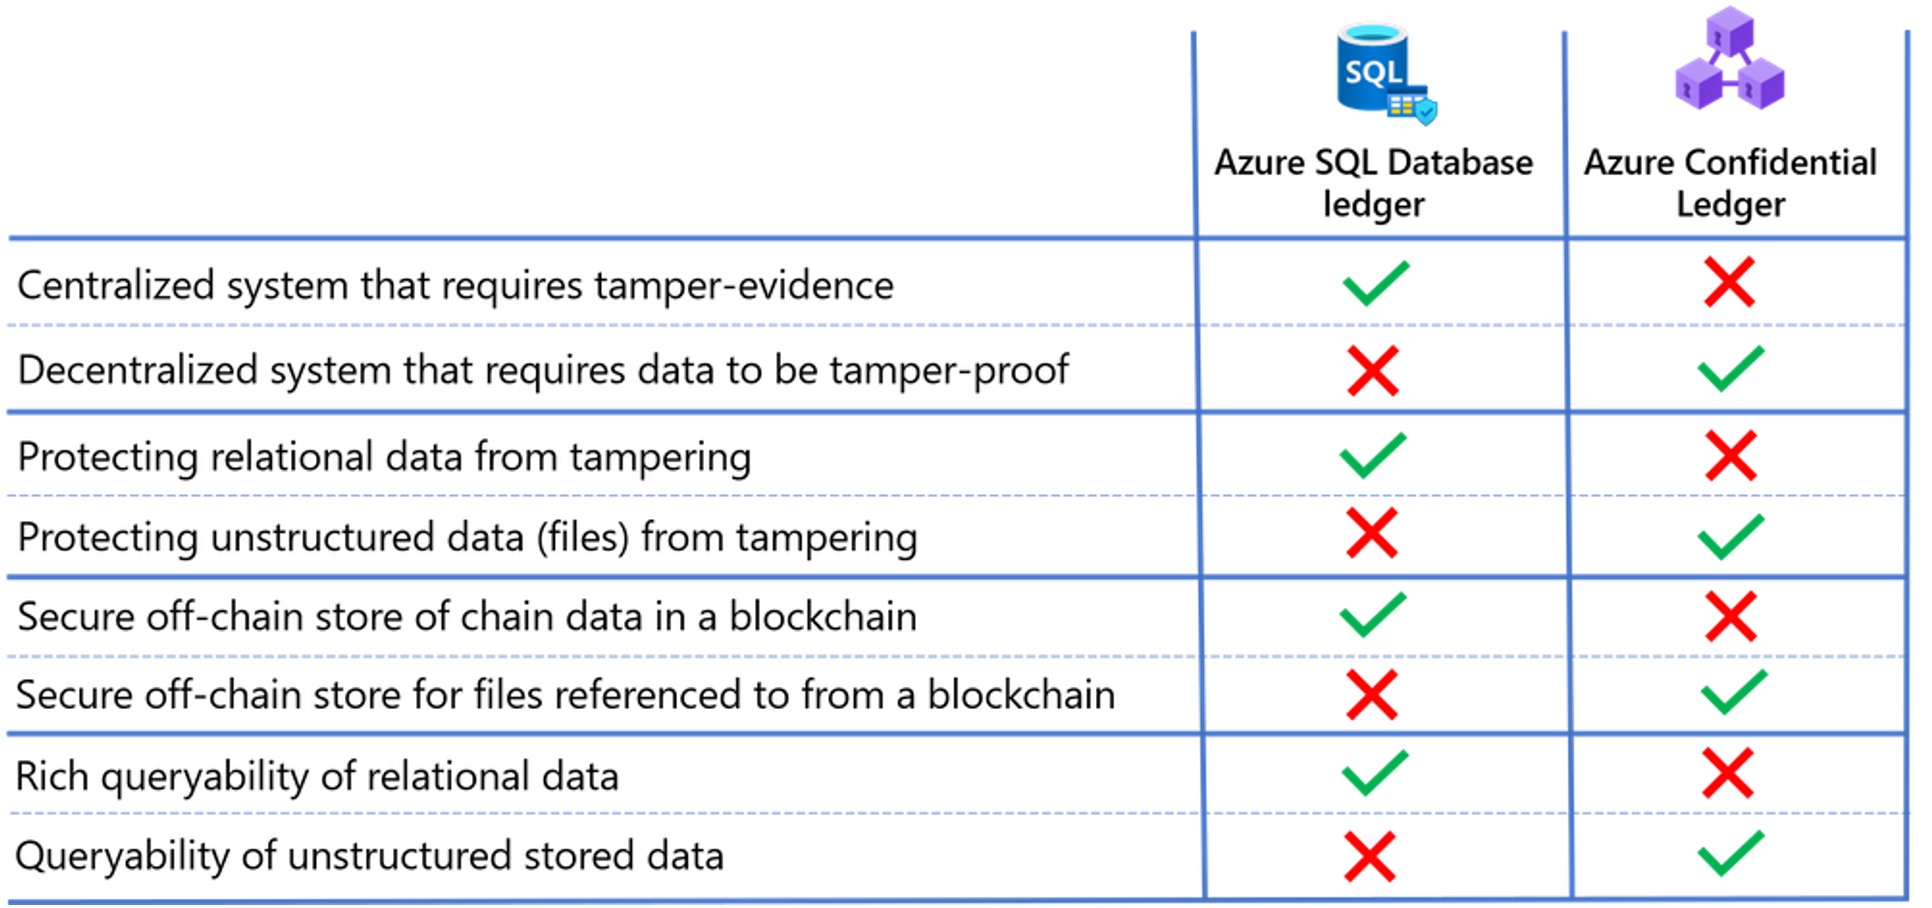 SQL
Azure SQL Database
ledger
Azure Confidential
Ledger
Centralized system that requires tamper-evidence
Decentralized system that requires data to be tamper-proof
Protecting relational data from tampering
Protecting unstructured data (files) from tampering
Secure off-chain store of chain data in a blockchain
Secure off-chain store for files referenced to from a blockchain
Rich queryability of relational data
Queryability of unstructured stored data